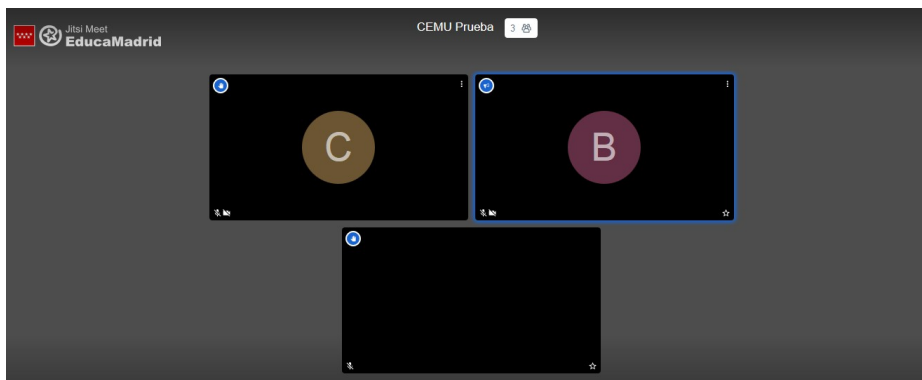 Jitsi Meet
EducaMadrid
CEMU Prueba 3
C
B